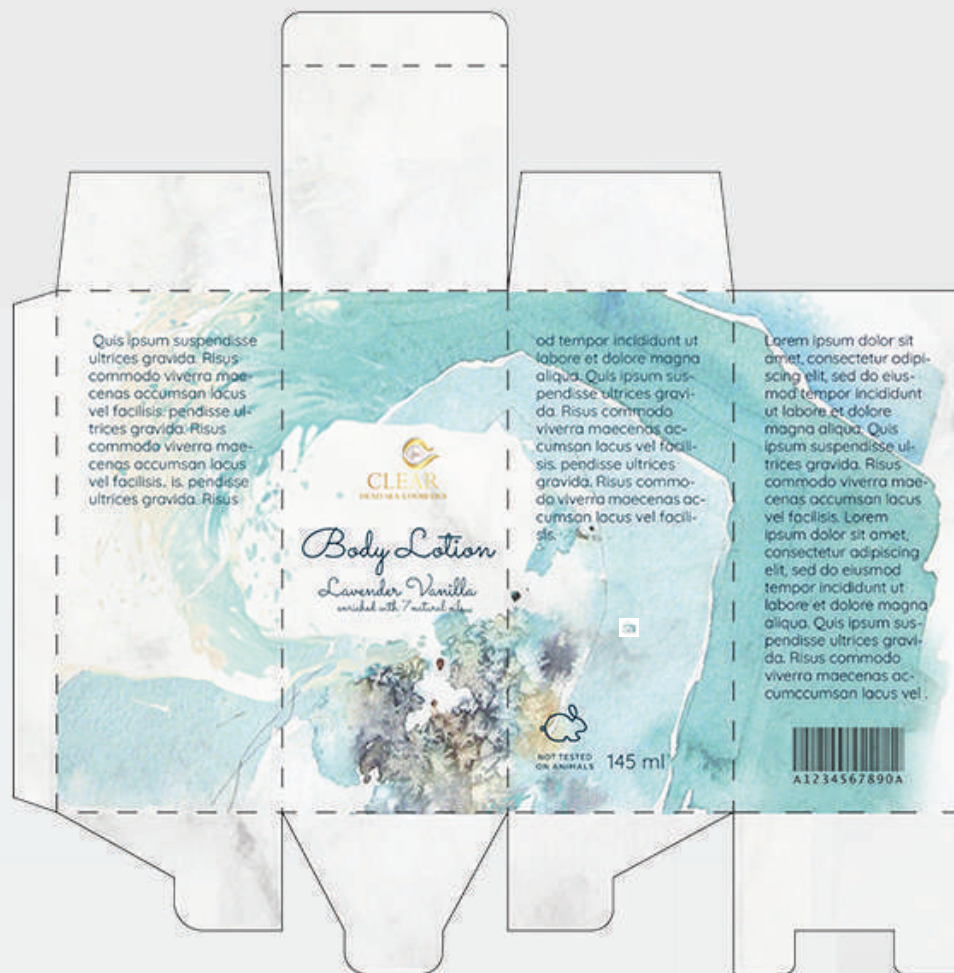 Quis ipsum suspendisse
ultrices gravida. Risus
commodo viverra mae-
cenas accumsan lacus
vel facilisis. pendisse ul-
trices gravida. Risus
commodo viverra mae-
cenas accumsan lacus
vel facilisis. is. pendisse
ultrices gravida. Risus
CLEAR
DEAD SEA COSMETICS
Body Lotion
Lavender Vanilla
enriched with 7 natural oils
od tempor incididunt ut
labore et dolore magna
aliqua. Quis ipsum sus-
pendisse ultrices gravi-
da. Risus commodo
viverra maecenas ac-
cumsan lacus vel facili-
sis. pendisse ultrices
gravida. Risus commo-
do viverra maecenas ac-
cumsan lacus vel facili-
sis.
NOT TESTED
ON ANIMALS
145 ml
Lorem ipsum dolor sit
amet, consectetur adipi-
scing elit, sed do eius-
mod tempor incididunt
ut labore et dolore
magna aliqua. Quis
ipsum suspendisse ul-
trices gravida. Risus
commodo viverra mae-
cenas accumsan lacus
vel facilisis. Lorem
ipsum dolor sit amet,
consectetur adipiscing
elit, sed do eiusmod
tempor incididunt ut
labore et dolore magna
aliqua. Quis ipsum sus-
pendisse ultrices gravi-
da. Risus commodo
viverra maecenas ac-
cumccumsan lacus vel .
A1234567890A